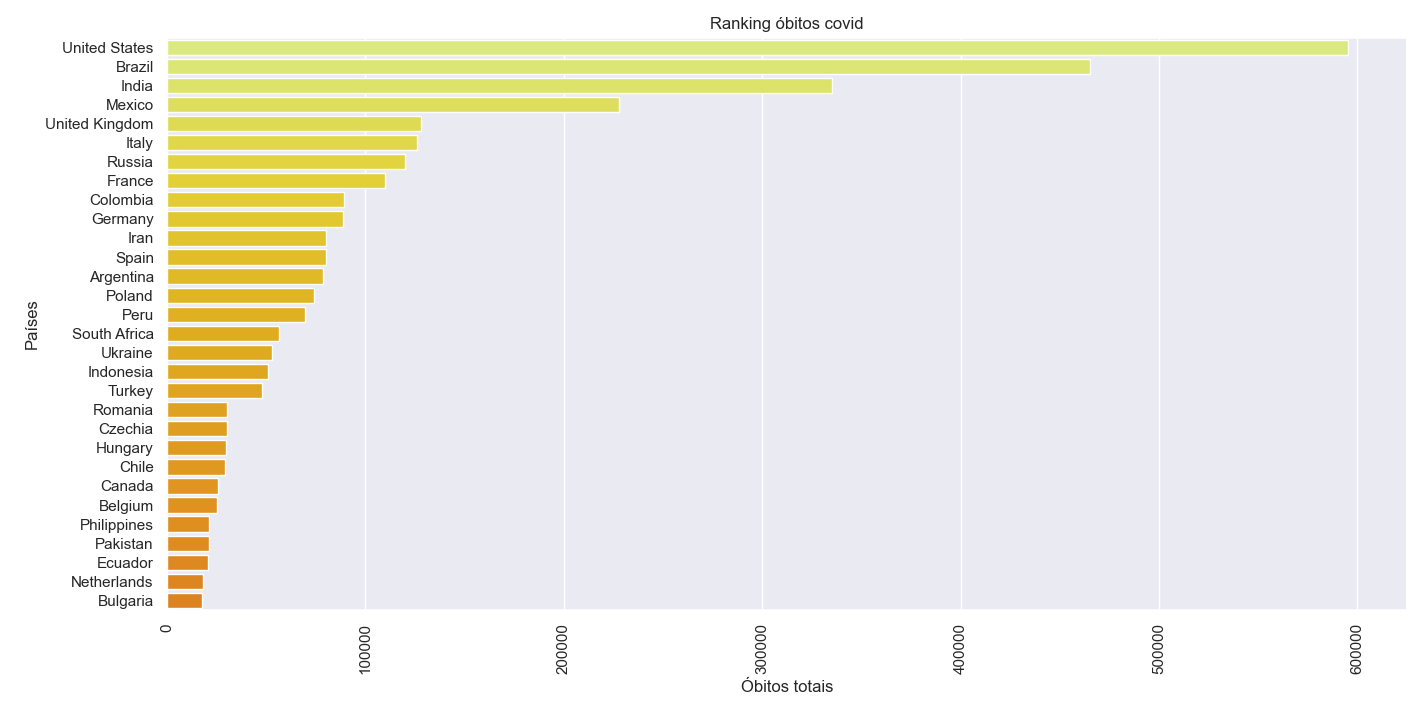 Ranking óbitos covid
United States
Brazil
India
Mexico
United Kingdom
Italy
Russia
France
Colombia
Germany
Iran
Spain
Argentina
Poland
Peru
South Africa
Ukraine
Indonesia
Turkey
Romania
Czechia
Hungary
Chile
Canada
Belgium
Philippines
Pakistan
Ecuador
Netherlands
Bulgaria
Países
0
100000
200000
300000
400000
500000
600000
Óbitos totais